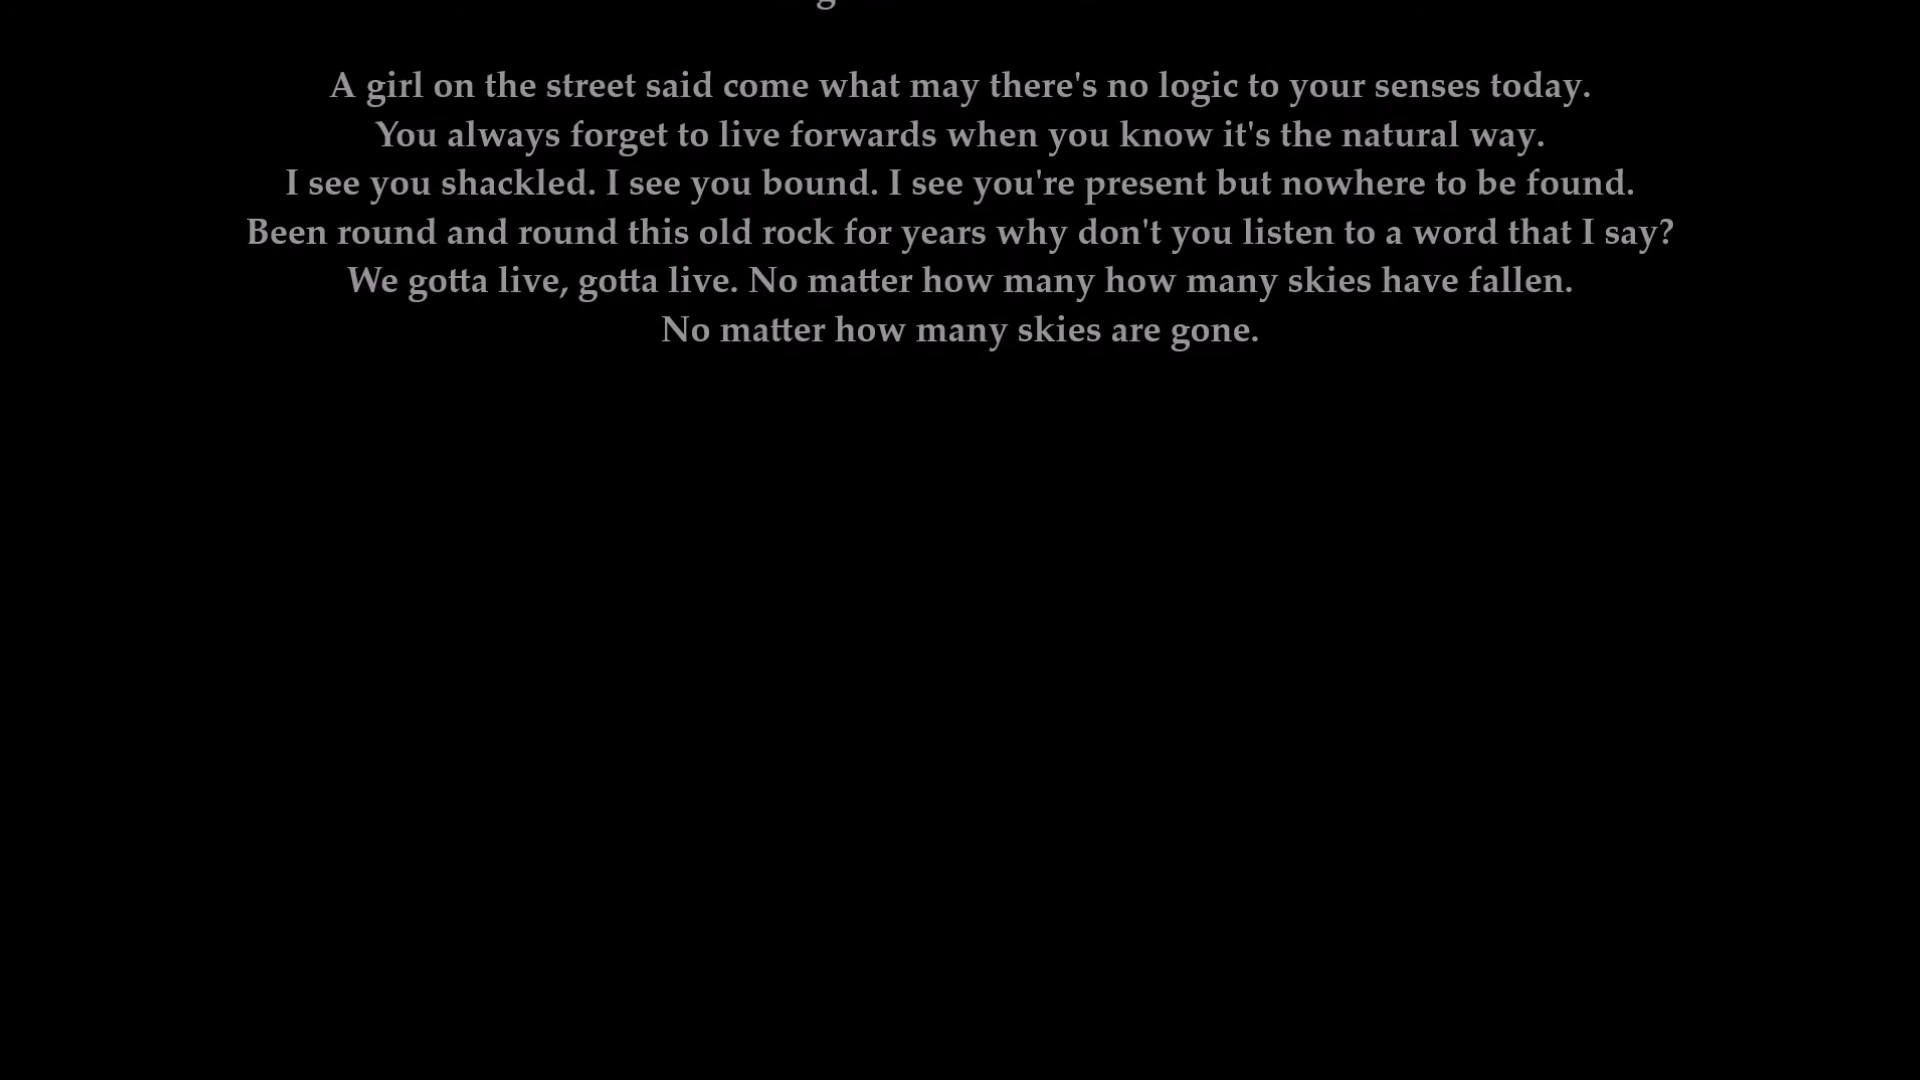 A girl on the street said come what may there's no logic to your senses today.
You always forget to live forwards when you know it's the natural way.
I see you shackled. I see you bound. I see you're present but nowhere to be found.
Been round and round this old rock for years why don't you listen to a word that I say?
We gotta live, gotta live. No matter how many how many skies have fallen.
No matter how many skies are gone.